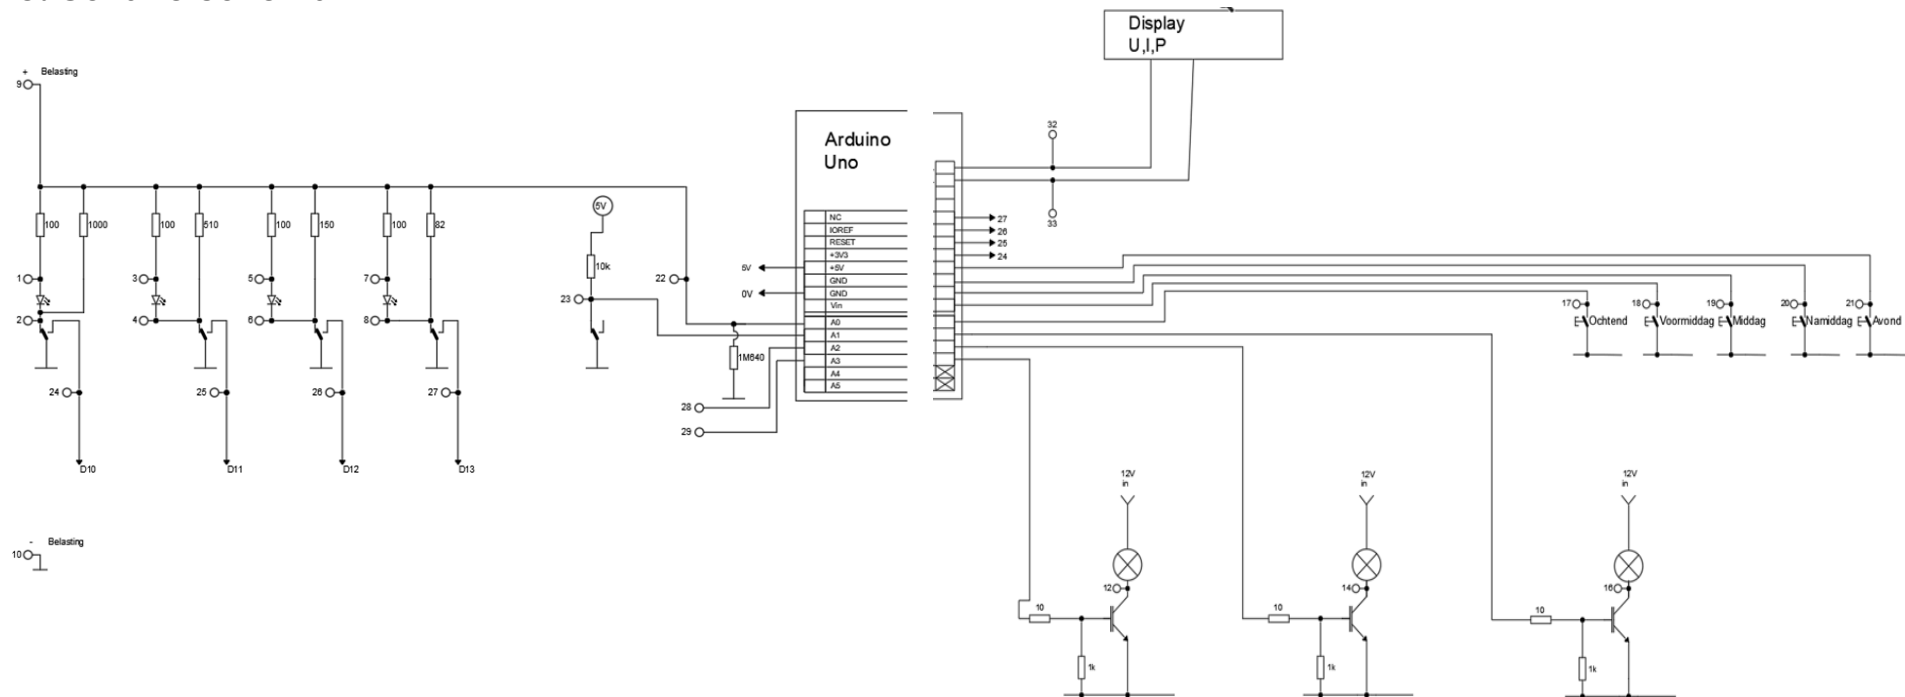 Display
U,I,P
+ Belasting
9
Arduino
Uno
32
33
100
1000
100
510
100
150
100
82
5V
10k
NC
IOREF
RESET
+3V3
+5V
GND
GND
Vin
A0
A1
A2
A3
A4
A5
27
26
25
24
5V
0V
1
3
5
7
22
23
2
4
6
8
1M640
17
18
19
20
21
Ochtend
Voormiddag
Middag
Namiddag
Avond
24
25
26
27
28
29
D10
D11
D12
D13
12V
in
12V
in
12V
in
- Belasting
10
12
14
16
10
10
10
1k
1k
1k